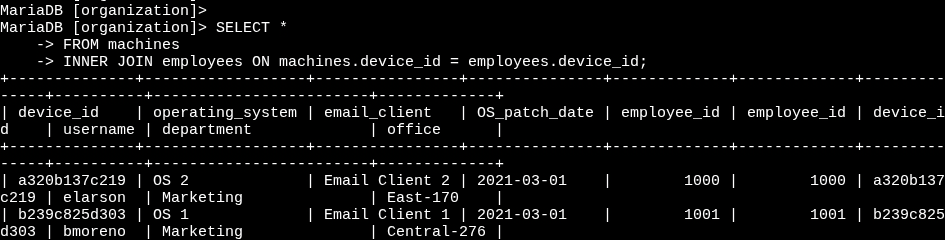 MariaDB [organization]>
MariaDB [organization]> SELECT *
    -> FROM machines
    -> INNER JOIN employees ON machines.device_id = employees.device_id;
+--------------+------------------+----------------+---------------+-------------+-------------+---------
-----+----------+------------------------+-------------+
| device_id    | operating_system | email_client   | OS_patch_date | employee_id | employee_id | device_i
d    | username | department             | office      |
+--------------+------------------+----------------+---------------+-------------+-------------+---------
-----+----------+------------------------+-------------+
| a320b137c219 | OS 2             | Email Client 2 | 2021-03-01    |        1000 |        1000 | a320b137
c219 | elarson  | Marketing              | East-170    |
| b239c825d303 | OS 1             | Email Client 1 | 2021-03-01    |        1001 |        1001 | b239c825
d303 | bmoreno  | Marketing              | Central-276 |